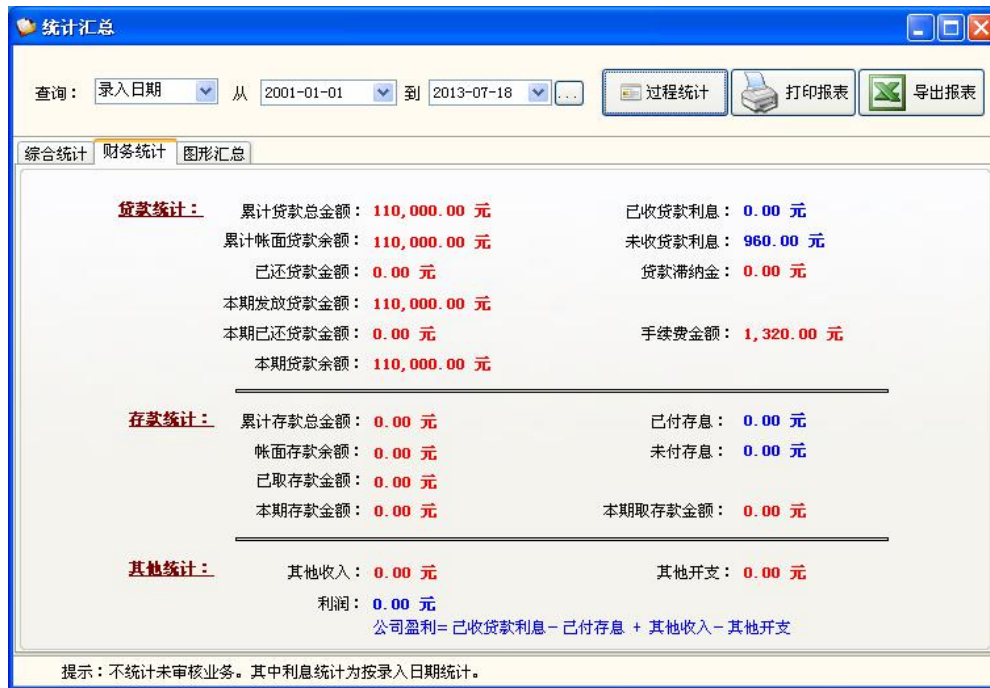 统计汇总
查询： 录入日期 从 2001-01-01 到 2013-07-18 ... 过程统计 打印报表 导出报表
综合统计 财务统计 图形汇总
贷款统计： 累计贷款总金额： 110,000.00 元 已收贷款利息： 0.00 元
累计帐面贷款余额： 110,000.00 元 未收贷款利息： 960.00 元
已还贷款金额： 0.00 元 贷款滞纳金： 0.00 元
本期发放贷款金额： 110,000.00 元
本期已还贷款金额： 0.00 元 手续费金额： 1,320.00 元
本期贷款余额： 110,000.00 元
存款统计： 累计存款总金额： 0.00 元 已付存息： 0.00 元
帐面存款余额： 0.00 元 未付存息： 0.00 元
已取存款金额： 0.00 元
本期存款金额： 0.00 元 本期取存款金额： 0.00 元
其他统计： 其他收入： 0.00 元 其他开支： 0.00 元
利润： 0.00 元
公司盈利= 已收贷款利息- 已付存息 + 其他收入- 其他开支
提示：不统计未审核业务。其中利息统计为按录入日期统计。